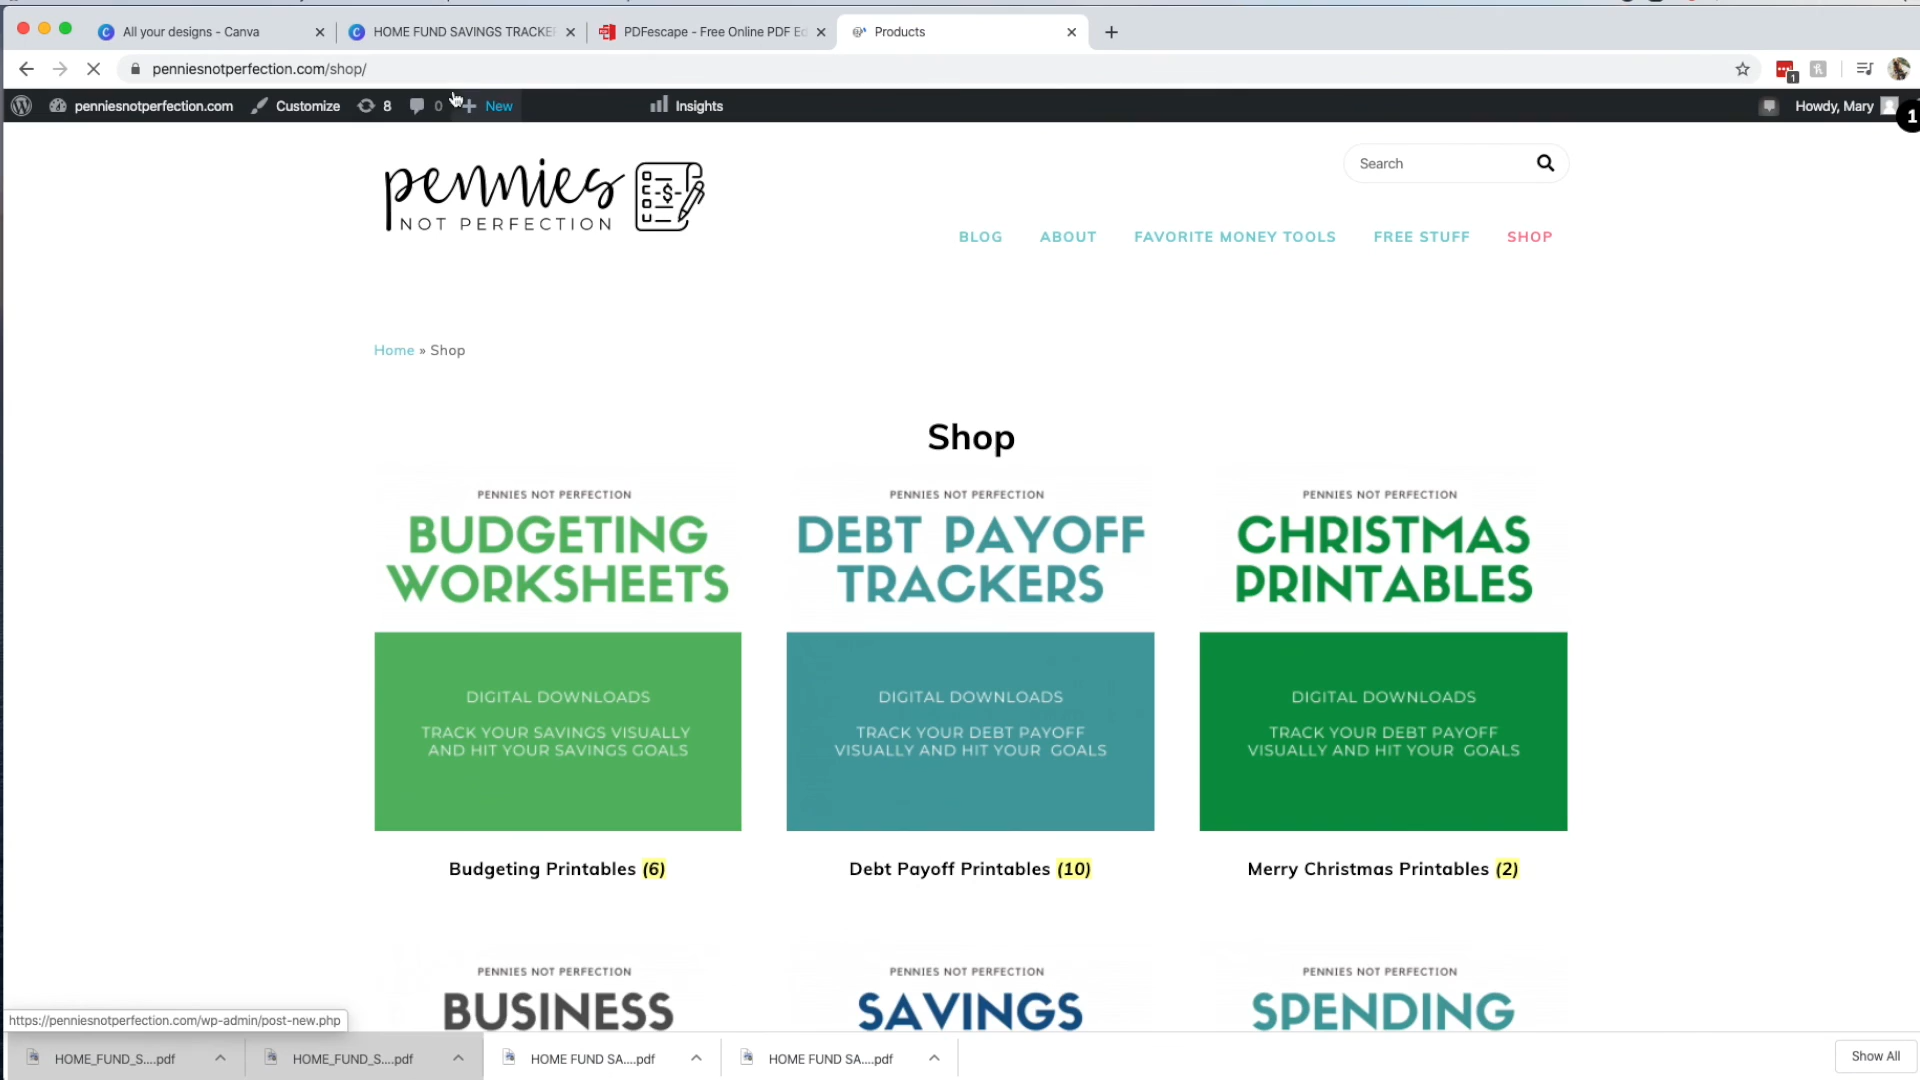 All your designs - Canva
HOME FUND SAVINGS TRACKE
PDFescape - Free Online PDF Ed
Products
penniesnotperfection.com/shop/
1
penniesnotperfection.com
Customize
8
0
New
Insights
Howdy, Mary
1
pennies
NOT PERFECTION
-$-
Search
BLOG
ABOUT
FAVORITE MONEY TOOLS
FREE STUFF
SHOP
Home » Shop
Shop
PENNIES NOT PERFECTION
BUDGETING
WORKSHEETS
DIGITAL DOWNLOADS
TRACK YOUR SAVINGS VISUALLY
AND HIT YOUR SAVINGS GOALS
Budgeting Printables (6)
PENNIES NOT PERFECTION
DEBT PAYOFF
TRACKERS
DIGITAL DOWNLOADS
TRACK YOUR DEBT PAYOFF
VISUALLY AND HIT YOUR GOALS
Debt Payoff Printables (10)
PENNIES NOT PERFECTION
CHRISTMAS
PRINTABLES
DIGITAL DOWNLOADS
TRACK YOUR DEBT PAYOFF
VISUALLY AND HIT YOUR GOALS
Merry Christmas Printables (2)
PENNIES NOT PERFECTION
BUSINESS
PENNIES NOT PERFECTION
SAVINGS
PENNIES NOT PERFECTION
SPENDING
https://penniesnotperfection.com/wp-admin/post-new.php
HOME_FUND_S....pdf
HOME_FUND_S....pdf
HOME FUND SA....pdf
HOME FUND SA....pdf
Show All